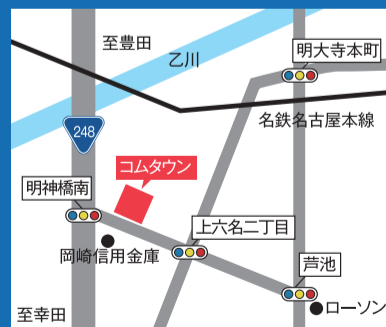 至豊田
乙川
明大寺本町
248
名鉄名古屋本線
コムタウン
明神橋南
上六名二丁目
岡崎信用金庫
芦池
至幸田
ローソン